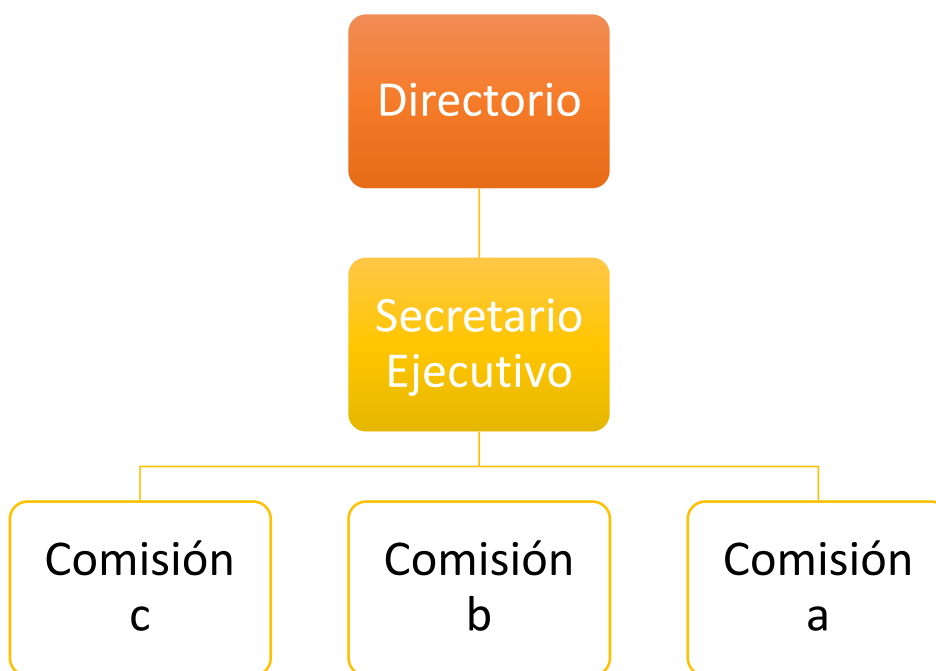 Directorio
Secretario
Ejecutivo
Comisión
c
Comisión
b
Comisión
a